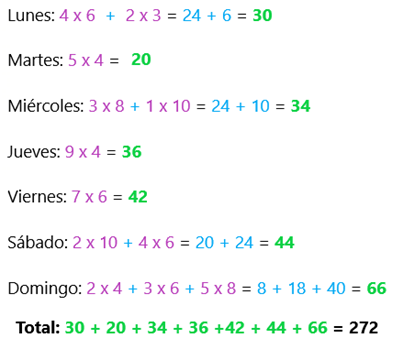 Lunes: 4 x 6 + 2 x 3 = 24 + 6 = 30
Martes: 5 x 4 = 20
Miércoles: 3 x 8 + 1 x 10 = 24 + 10 = 34
Jueves: 9 x 4 = 36
Viernes: 7 x 6 = 42
Sábado: 2 x 10 + 4 x 6 = 20 + 24 = 44
Domingo: 2 x 4 + 3 x 6 + 5 x 8 = 8 + 18 + 40 = 66
Total: 30 + 20 + 34 + 36 +42 + 44 + 66 = 272